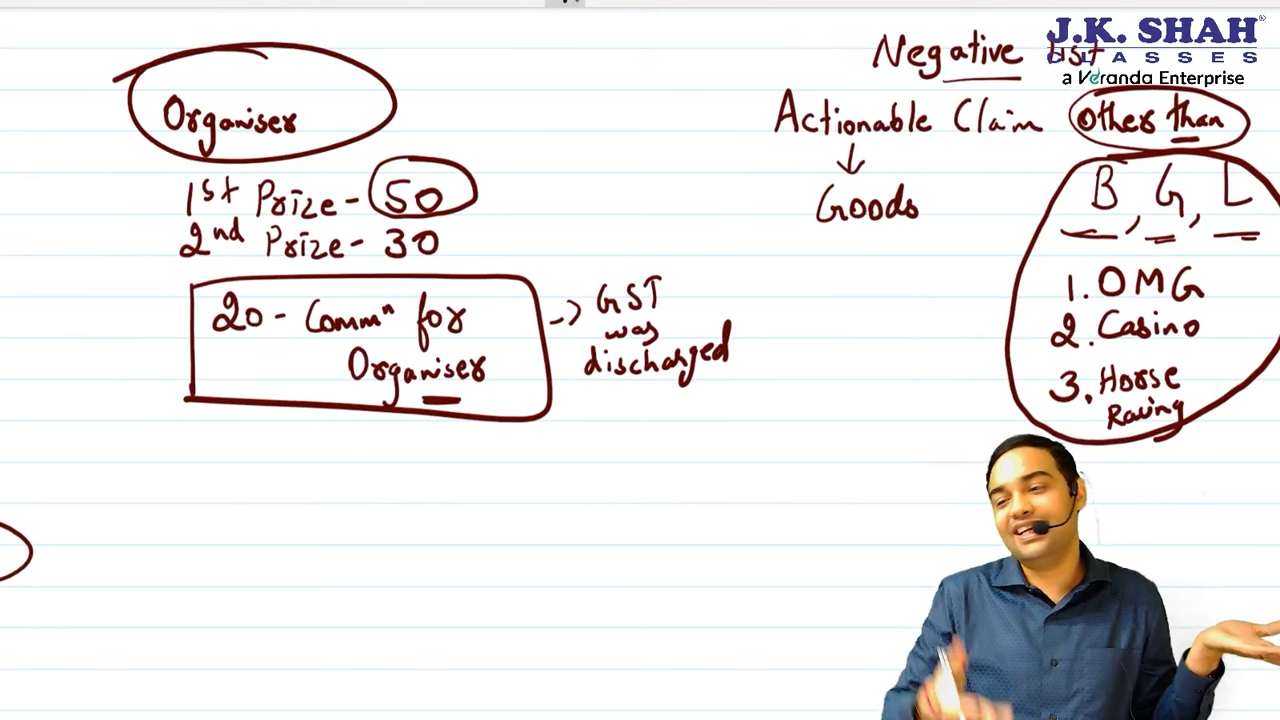 Organiser
1st Prize - 50
2nd Prize - 30
20 - Commn for
Organiser
-> GST
was
discharged
Negative List
J.K. SHAH®
CLASSES
a Veranda Enterprise
Actionable Claim other than
↓
Goods
B, G, L
1. OMG
2. Casino
3. Horse
Racing